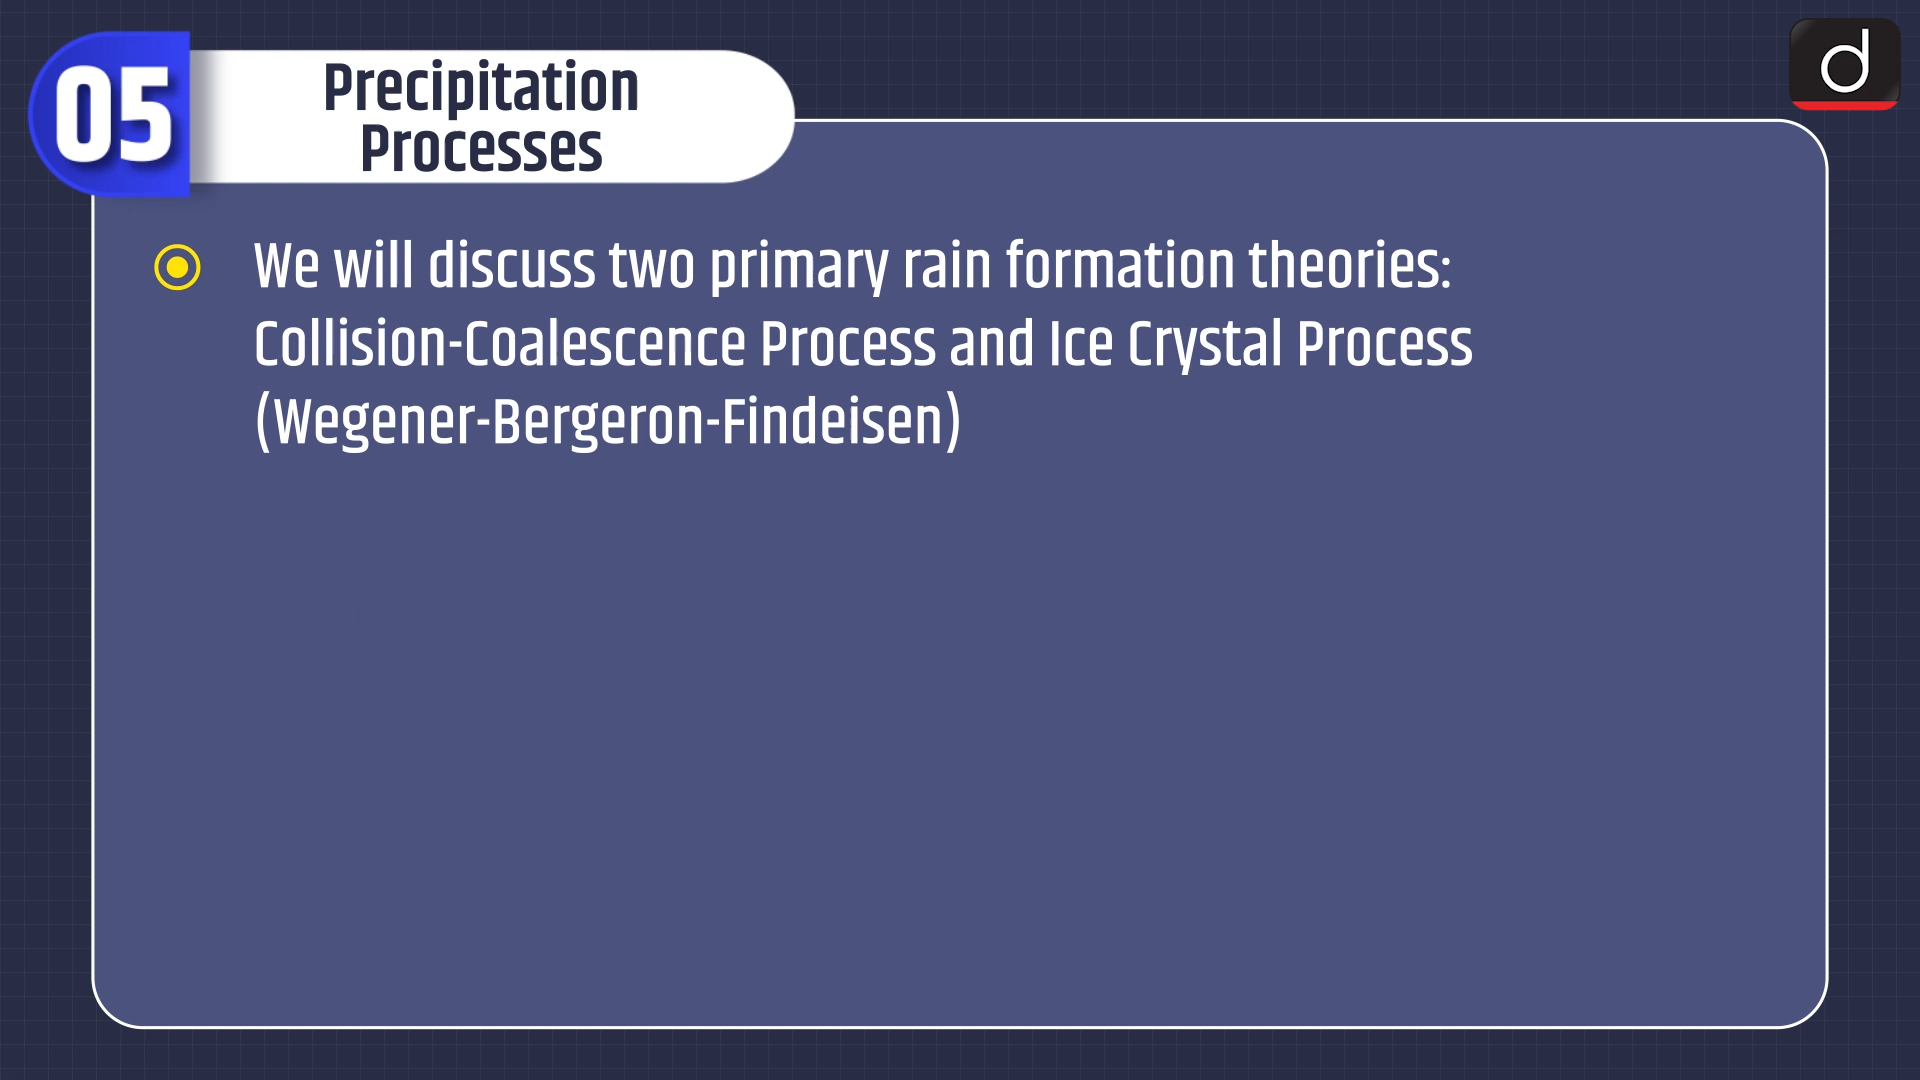 05
Precipitation
Processes
We will discuss two primary rain formation theories:
Collision-Coalescence Process and Ice Crystal Process
(Wegener-Bergeron-Findeisen)
d